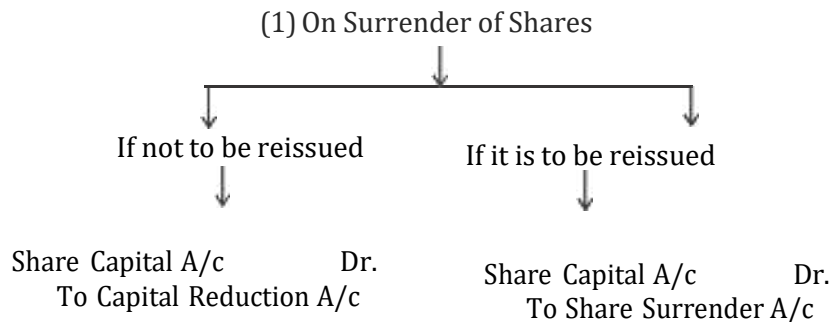 (1) On Surrender of Shares
If not to be reissued
If it is to be reissued
Share Capital A/c Dr.
To Capital Reduction A/c
Share Capital A/c Dr.
To Share Surrender A/c